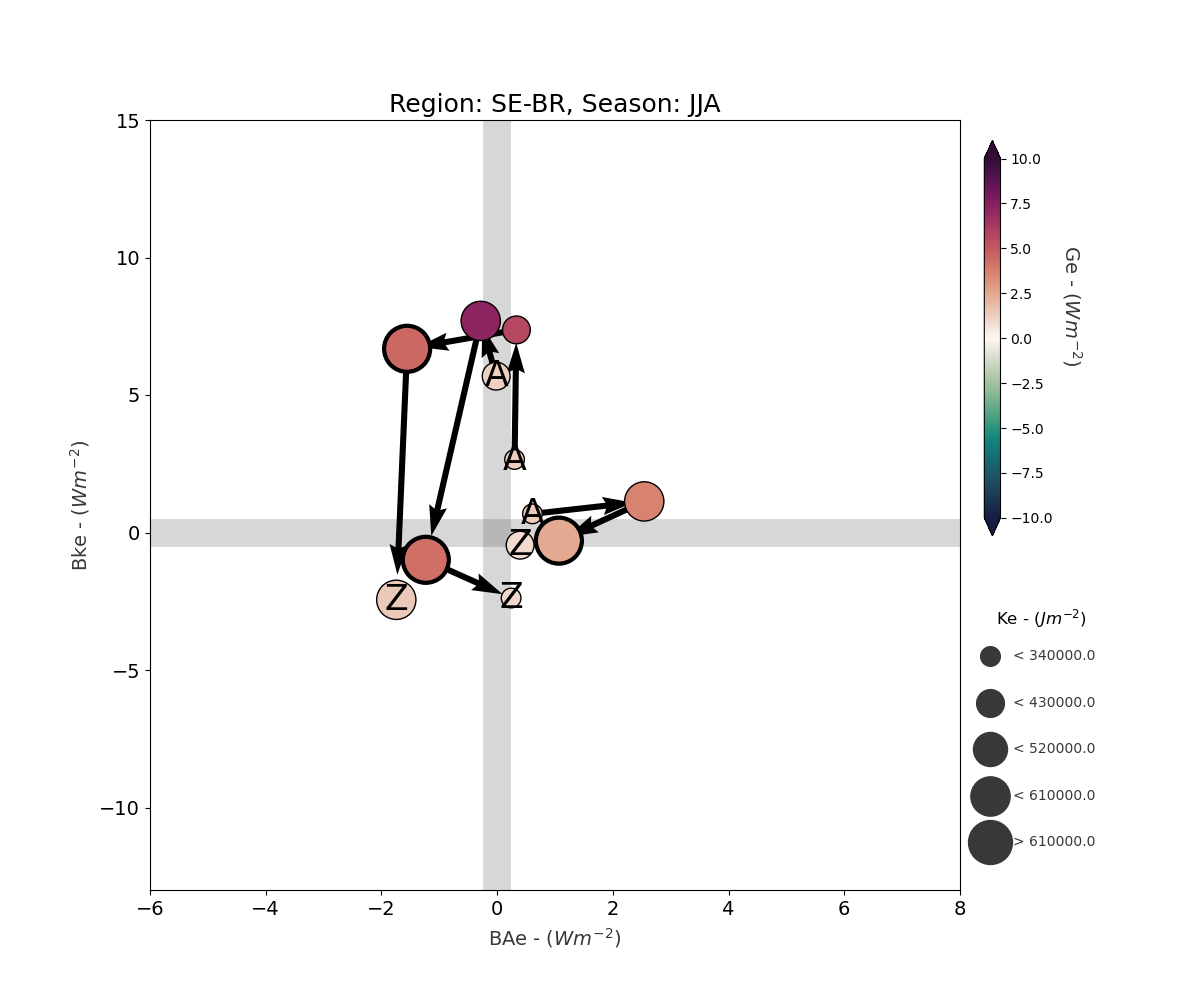 Region: SE-BR, Season: JJA
15
10
5
0
−5
−10
−6
−4
−2
0
2
4
6
8
BAe - (Wm⁻²)
Bke - (Wm⁻²)
A
A
A
Z
Z
Z
10.0
7.5
5.0
2.5
0.0
−2.5
−5.0
−7.5
−10.0
Ge - (Wm⁻²)
Ke - (Jm⁻²)
< 340000.0
< 430000.0
< 520000.0
< 610000.0
> 610000.0